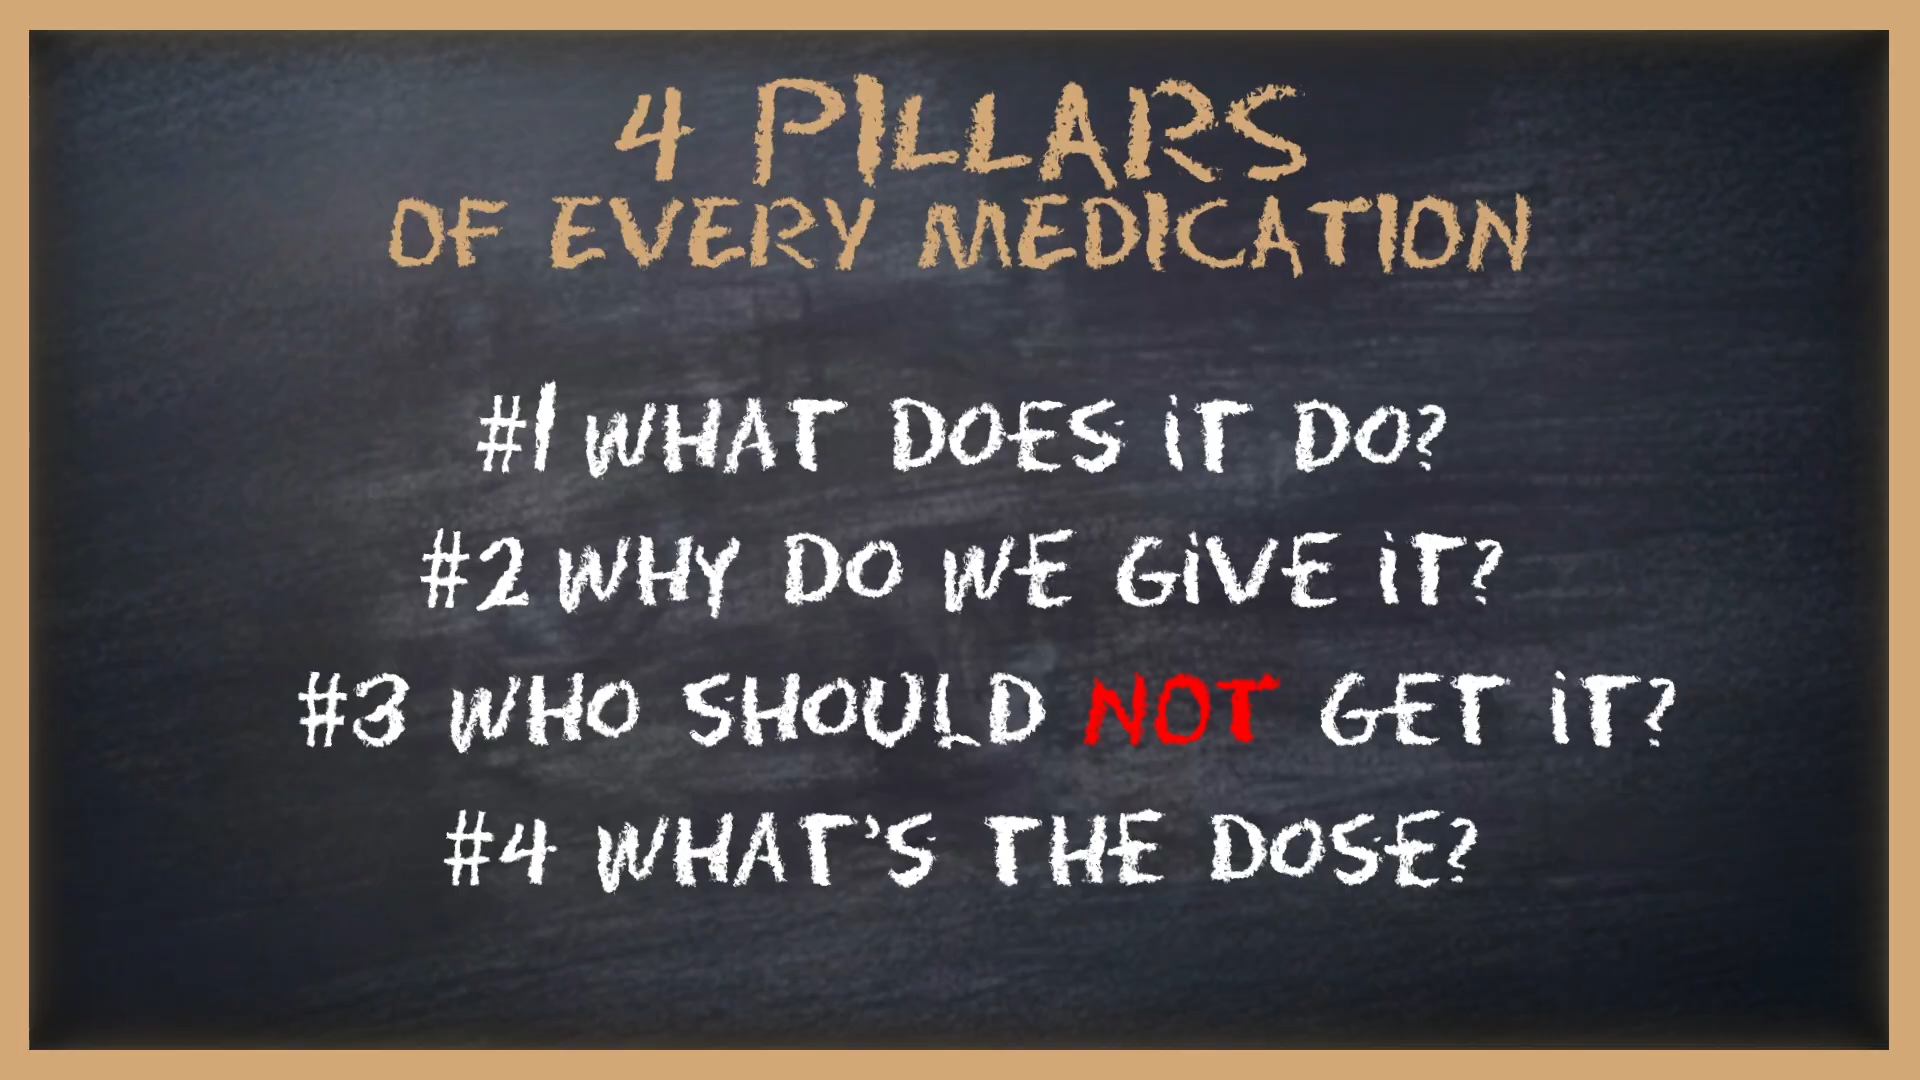 4 PILLARS
OF EVERY MEDICATION
#1 WHAT DOES IT DO?
#2 WHY DO WE GIVE IT?
#3 WHO SHOULD NOT GET IT?
#4 WHAT'S THE DOSE?